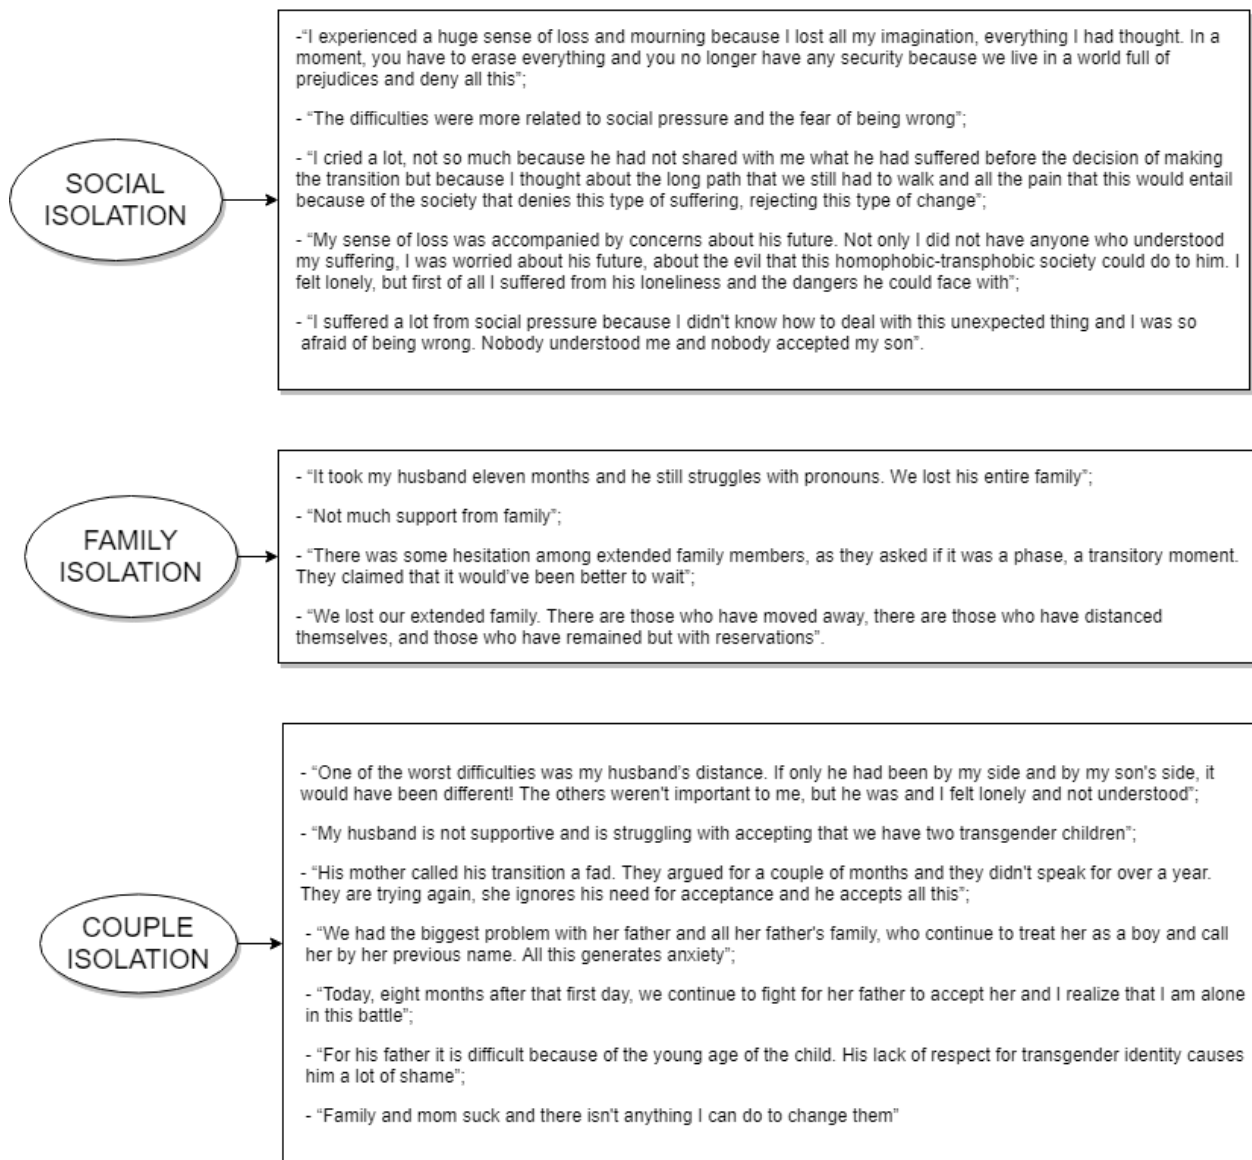 SOCIAL
ISOLATION
-“I experienced a huge sense of loss and mourning because I lost all my imagination, everything I had thought. In a
moment, you have to erase everything and you no longer have any security because we live in a world full of
prejudices and deny all this”;
- “The difficulties were more related to social pressure and the fear of being wrong”;
- “I cried a lot, not so much because he had not shared with me what he had suffered before the decision of making
the transition but because I thought about the long path that we still had to walk and all the pain that this would entail
because of the society that denies this type of suffering, rejecting this type of change”;
- “My sense of loss was accompanied by concerns about his future. Not only I did not have anyone who understood
my suffering, I was worried about his future, about the evil that this homophobic-transphobic society could do to him. I
felt lonely, but first of all I suffered from his loneliness and the dangers he could face with”;
- “I suffered a lot from social pressure because I didn't know how to deal with this unexpected thing and I was so
afraid of being wrong. Nobody understood me and nobody accepted my son”.
FAMILY
ISOLATION
- “It took my husband eleven months and he still struggles with pronouns. We lost his entire family”;
- “Not much support from family”;
- “There was some hesitation among extended family members, as they asked if it was a phase, a transitory moment.
They claimed that it would've been better to wait”;
- “We lost our extended family. There are those who have moved away, there are those who have distanced
themselves, and those who have remained but with reservations”.
COUPLE
ISOLATION
- “One of the worst difficulties was my husband's distance. If only he had been by my side and by my son's side, it
would have been different! The others weren't important to me, but he was and I felt lonely and not understood”;
- “My husband is not supportive and is struggling with accepting that we have two transgender children”;
- “His mother called his transition a fad. They argued for a couple of months and they didn't speak for over a year.
They are trying again, she ignores his need for acceptance and he accepts all this”;
- “We had the biggest problem with her father and all her father's family, who continue to treat her as a boy and call
her by her previous name. All this generates anxiety”;
- “Today, eight months after that first day, we continue to fight for her father to accept her and I realize that I am alone
in this battle”;
- “For his father it is difficult because of the young age of the child. His lack of respect for transgender identity causes
him a lot of shame”;
- “Family and mom suck and there isn't anything I can do to change them”